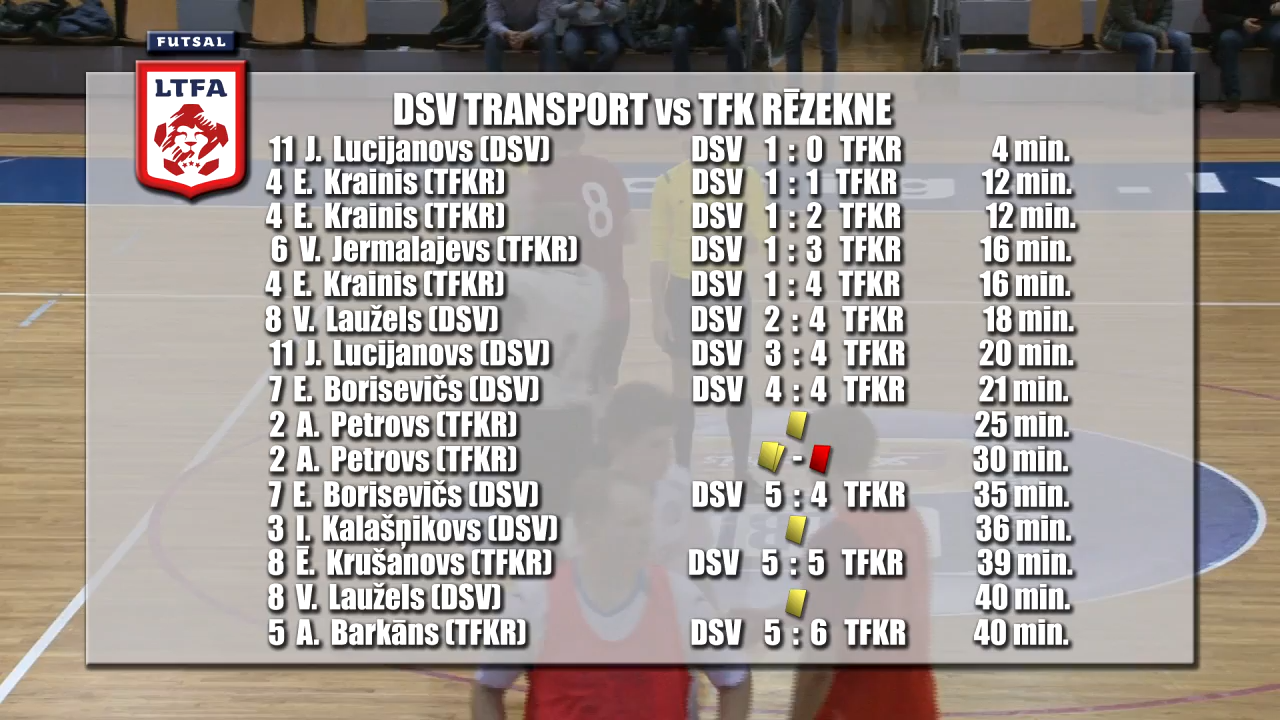 FUTSAL
LTFA
DSV TRANSPORT vs TFK RĒZEKNE
11 J. Lucijanovs (DSV) DSV 1 : 0 TFKR 4 min.
4 E. Krainis (TFKR) DSV 1 : 1 TFKR 12 min.
4 E. Krainis (TFKR) DSV 1 : 2 TFKR 12 min.
6 V. Jermalajevs (TFKR) DSV 1 : 3 TFKR 16 min.
4 E. Krainis (TFKR) DSV 1 : 4 TFKR 16 min.
8 V. Laužels (DSV) DSV 2 : 4 TFKR 18 min.
11 J. Lucijanovs (DSV) DSV 3 : 4 TFKR 20 min.
7 E. Borisevičs (DSV) DSV 4 : 4 TFKR 21 min.
2 A. Petrovs (TFKR) 25 min.
2 A. Petrovs (TFKR) - 30 min.
7 E. Borisevičs (DSV) DSV 5 : 4 TFKR 35 min.
3 I. Kalašņikovs (DSV) 36 min.
8 Ē. Krušanovs (TFKR) DSV 5 : 5 TFKR 39 min.
8 V. Laužels (DSV) 40 min.
5 A. Barkāns (TFKR) DSV 5 : 6 TFKR 40 min.
8